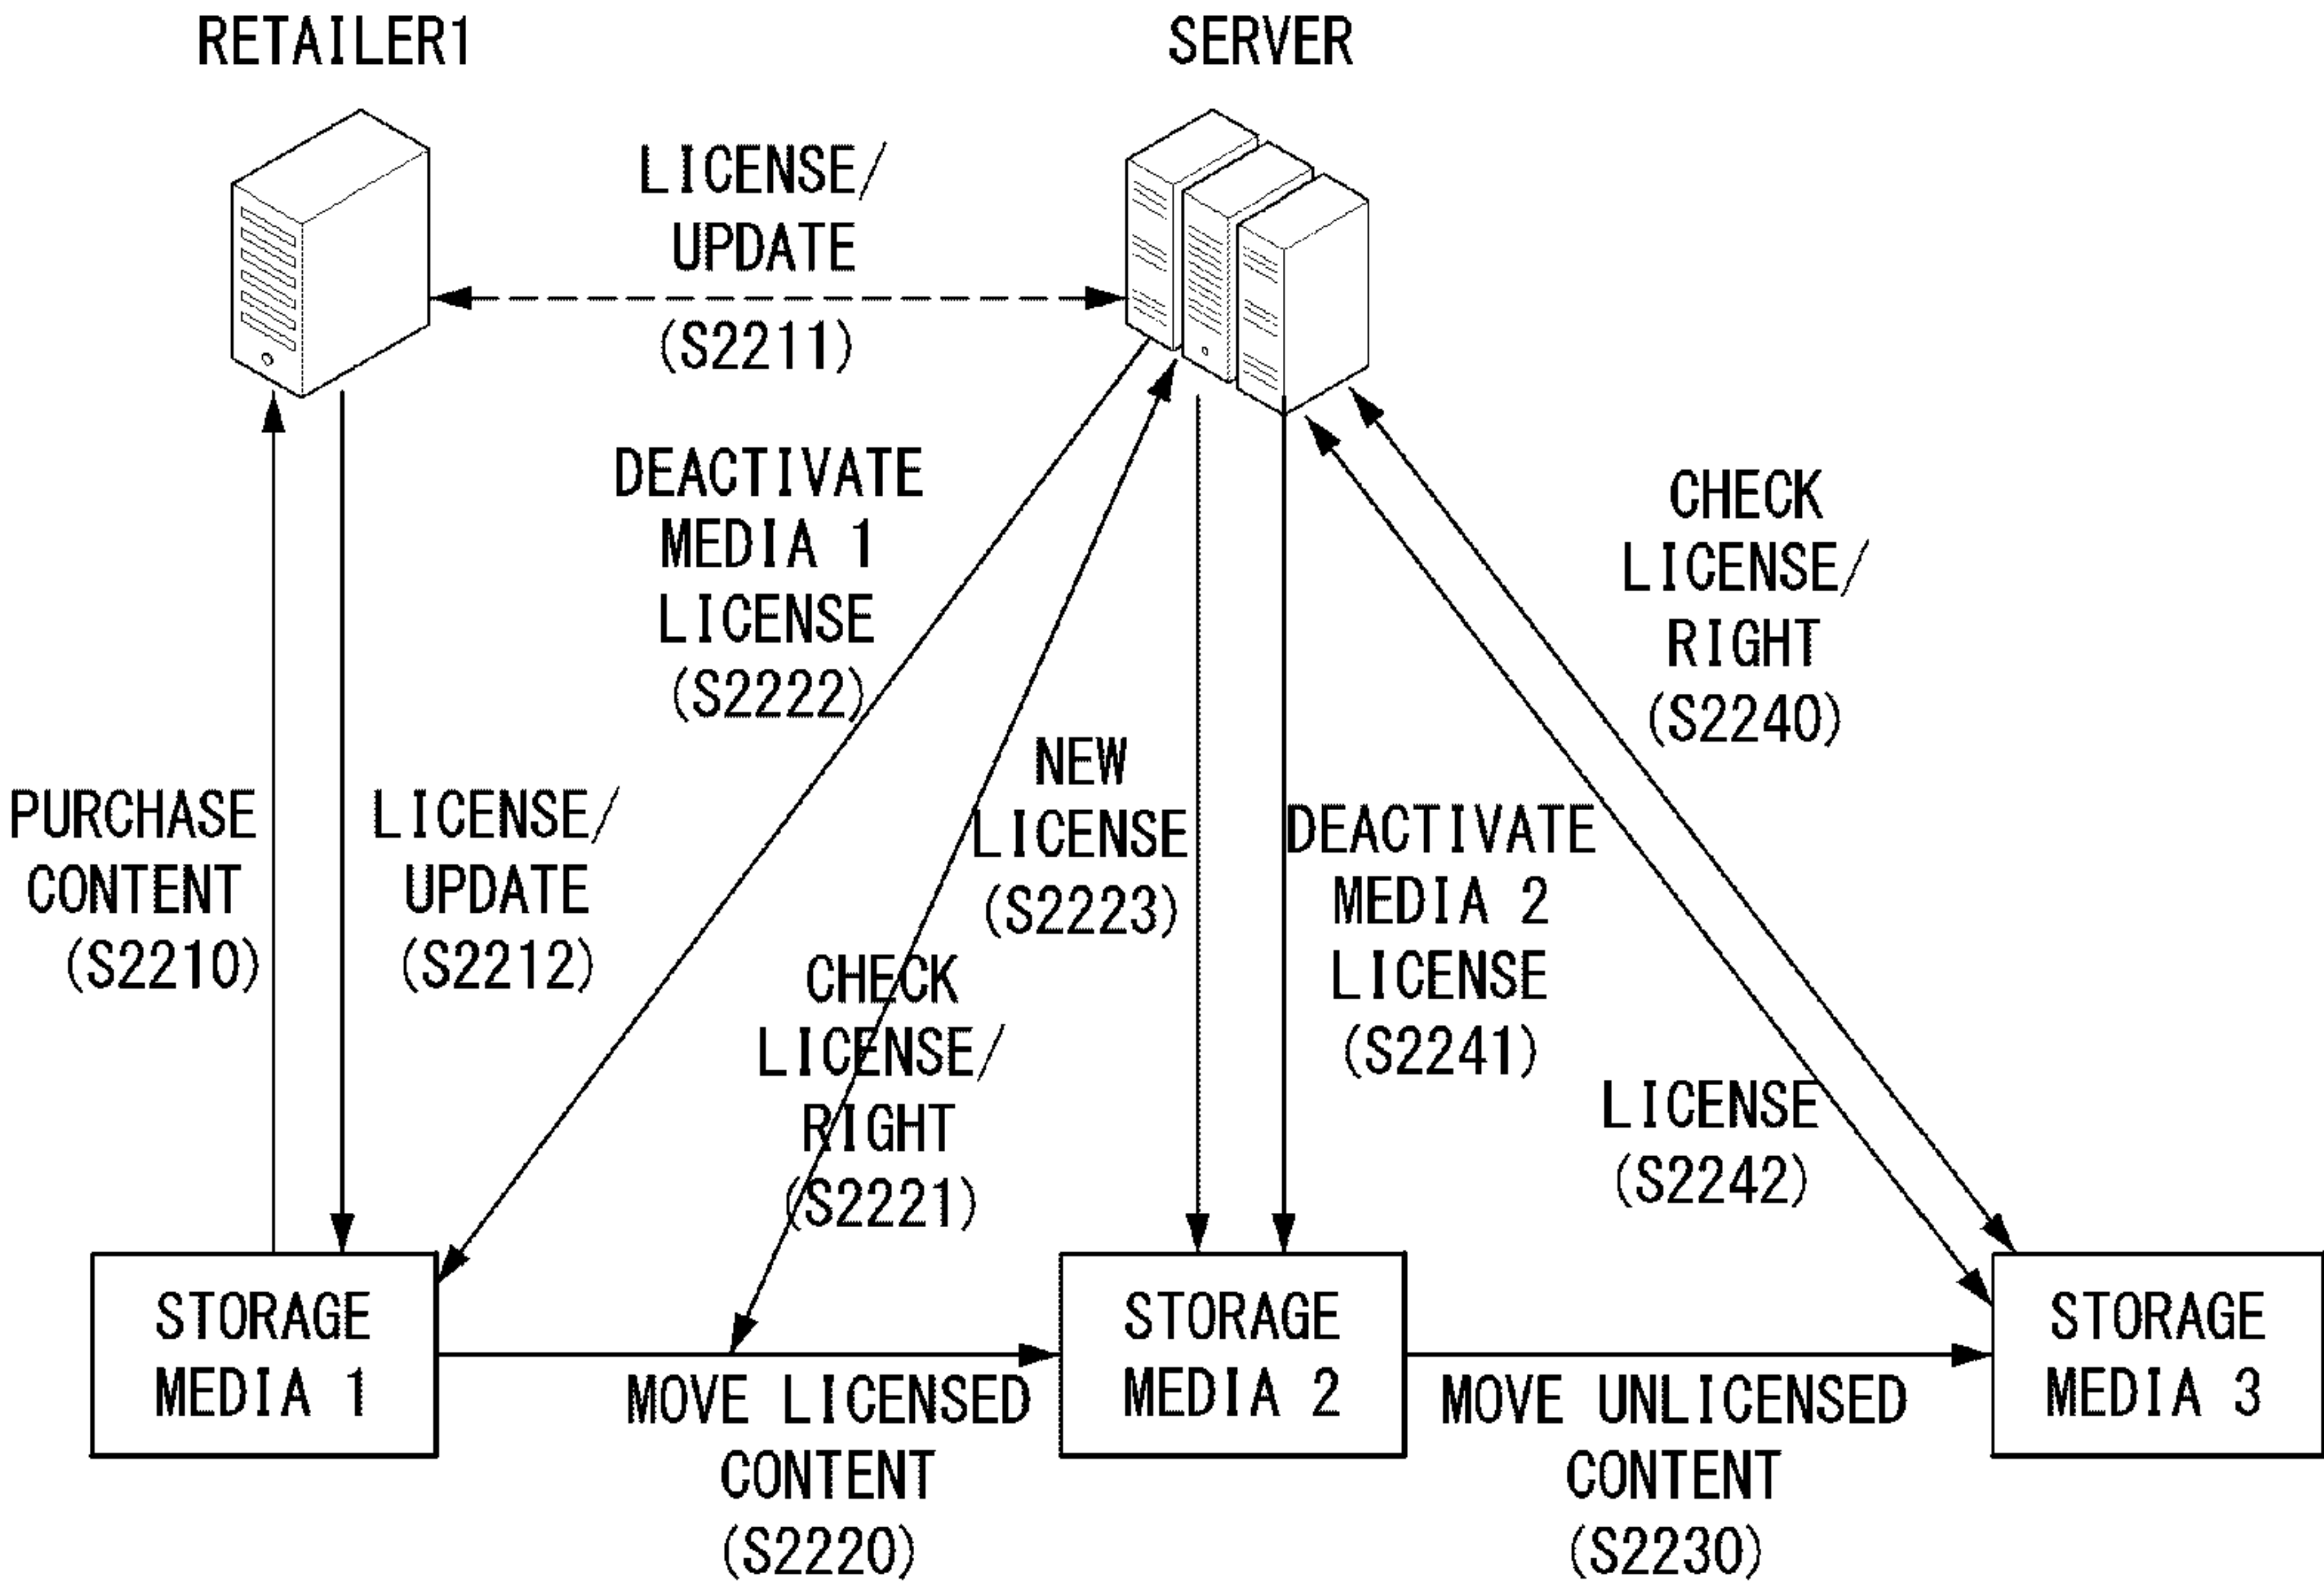 RETAILER1
SERVER
LICENSE/
UPDATE
(S2211)
DEACTIVATE
MEDIA 1
LICENSE
(S2222)
CHECK
LICENSE/
RIGHT
(S2240)
PURCHASE
CONTENT
(S2210)
LICENSE/
UPDATE
(S2212)
NEW
LICENSE
(S2223)
DEACTIVATE
MEDIA 2
LICENSE
(S2241)
CHECK
LICENSE/
RIGHT
(S2221)
LICENSE
(S2242)
STORAGE
MEDIA 1
MOVE LICENSED
CONTENT
(S2220)
STORAGE
MEDIA 2
MOVE UNLICENSED
CONTENT
(S2230)
STORAGE
MEDIA 3